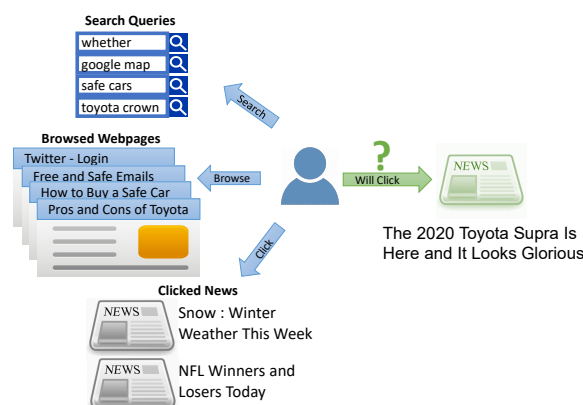 Search Queries
whether
google map
safe cars
toyota crown
Search
Browsed Webpages
Twitter - Login
Free and Safe Emails
How to Buy a Safe Car
Pros and Cons of Toyota
Browse
?
Will Click
NEWS
The 2020 Toyota Supra Is
Here and It Looks Glorious
Click
Clicked News
NEWS
Snow : Winter
Weather This Week
NEWS
NFL Winners and
Losers Today